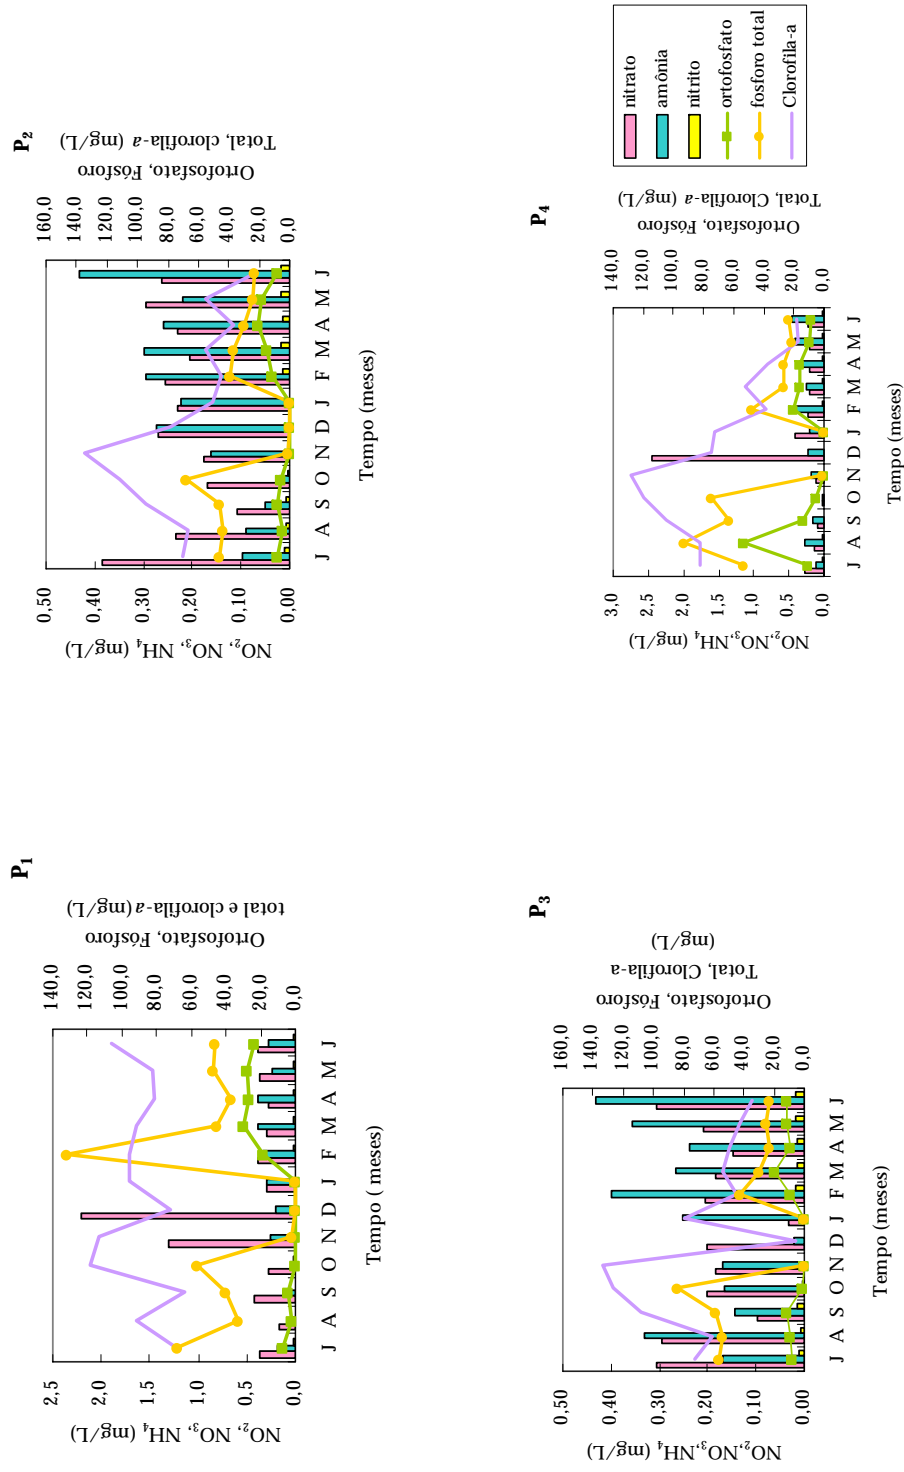 P1
Ortofosfato, Fósforo
total e clorofila-a (mg/L)
NO2, NO3, NH4 (mg/L)
2,5
2,0
1,5
1,0
0,5
0,0
140,0
120,0
100,0
80,0
60,0
40,0
20,0
0,0
J A S O N D J F M A M J
Tempo ( meses)
P2
Ortofosfato, Fósforo
Total, clorofila-a (mg/L)
NO2, NO3, NH4 (mg/L)
0,50
0,40
0,30
0,20
0,10
0,00
160,0
140,0
120,0
100,0
80,0
60,0
40,0
20,0
0,0
J A S O N D J F M A M J
Tempo (meses)
P3
Ortofosfato, Fósforo
Total, Clorofila-a
(mg/L)
NO2,NO3,NH4 (mg/L)
0,50
0,40
0,30
0,20
0,10
0,00
160,0
140,0
120,0
100,0
80,0
60,0
40,0
20,0
0,0
J A S O N D J F M A M J
Tempo (meses)
P4
Ortofosfato, Fósforo
Total, Clorofila-a (mg/L)
NO2,NO3,NH4 (mg/L)
3,0
2,5
2,0
1,5
1,0
0,5
0,0
140,0
120,0
100,0
80,0
60,0
40,0
20,0
0,0
J A S O N D J F M A M J
Tempo (meses)
nitrato
amônia
nitrito
ortofosfato
fosforo total
Clorofila-a